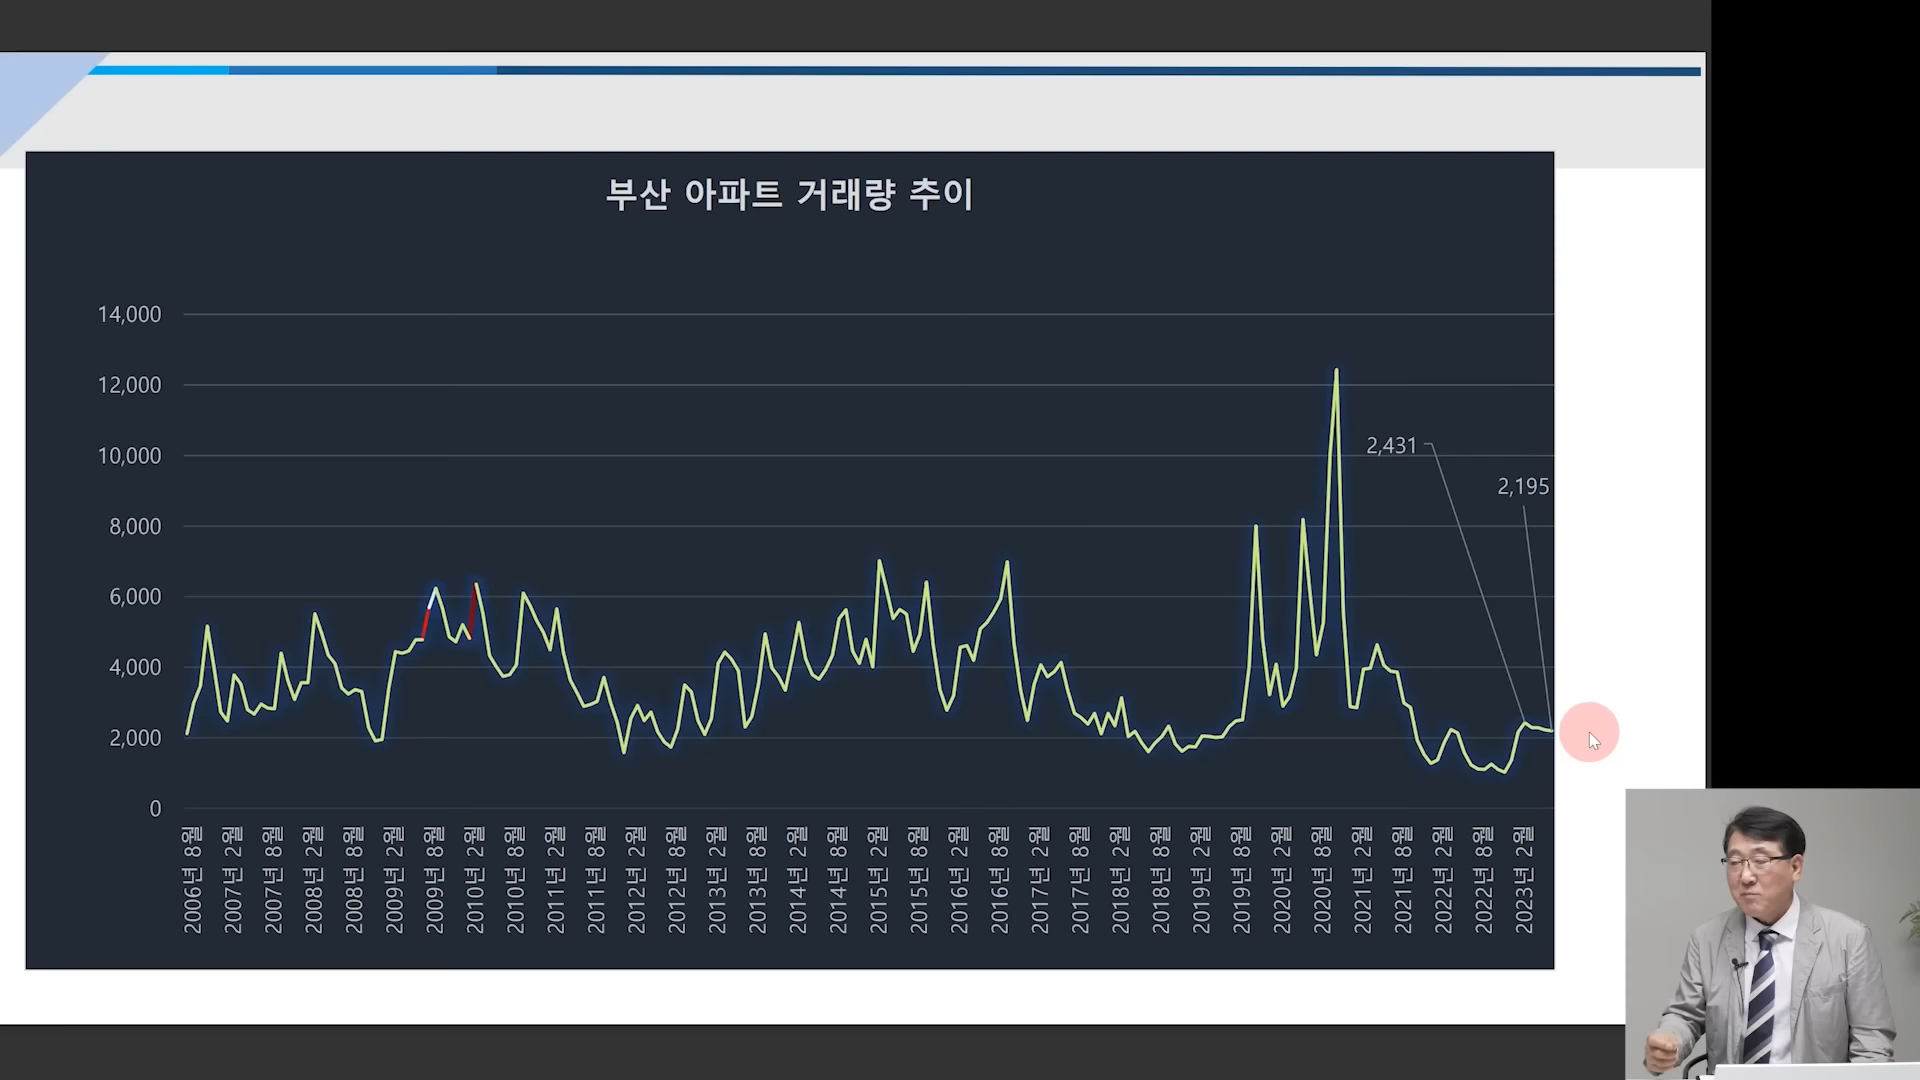 부산 아파트 거래량 추이
14,000
12,000
10,000
8,000
6,000
4,000
2,000
0
2,431
2,195
2006년 8월
2007년 2월
2007년 8월
2008년 2월
2008년 8월
2009년 2월
2009년 8월
2010년 2월
2010년 8월
2011년 2월
2011년 8월
2012년 2월
2012년 8월
2013년 2월
2013년 8월
2014년 2월
2014년 8월
2015년 2월
2015년 8월
2016년 2월
2016년 8월
2017년 2월
2017년 8월
2018년 2월
2018년 8월
2019년 2월
2019년 8월
2020년 2월
2020년 8월
2021년 2월
2021년 8월
2022년 2월
2022년 8월
2023년 2월